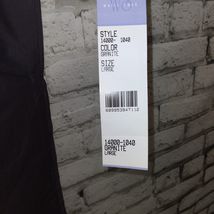 STYLE
14000- 1040
COLOR
GRANITE
SIZE
LARGE
14000-1040
GRANITE
LARGE